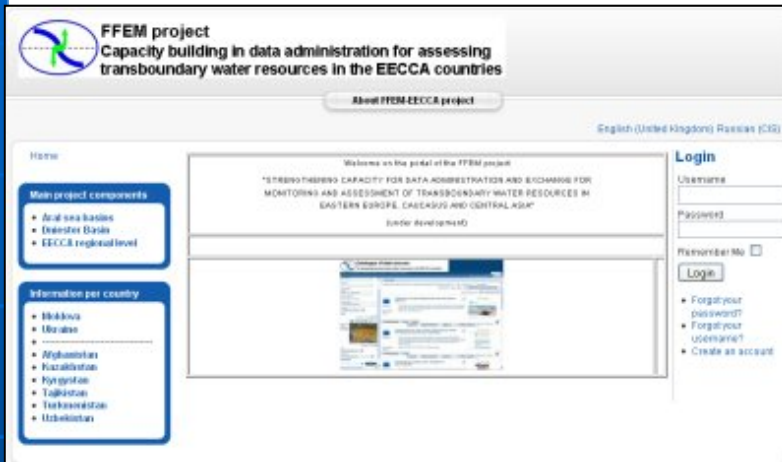 FFEM project
Capacity building in data administration for assessing
transboundary water resources in the EECCA countries
About FFEM-EECCA project
English (United Kingdom) Russian (CIS)
Home
Main project components
Aral sea basins
Dniester Basin
EECCA regional level
Information per country
Moldova
Ukraine
--------------------------------
Afghanistan
Kazakhstan
Kyrgystan
Tajikistan
Turkmenistan
Uzbekistan
Welcome on the portal of the FFEM project
"STRENGTHENING CAPACITY FOR DATA ADMINISTRATION AND EXCHANGE FOR
MONITORING AND ASSESSMENT OF TRANSBOUNDARY WATER RESOURCES IN
EASTERN EUROPE, CAUCASUS AND CENTRAL ASIA"
(under development)
Login
Username
Password
Remember Me
Login
Forgot your
password?
Forgot your
username?
Create an account